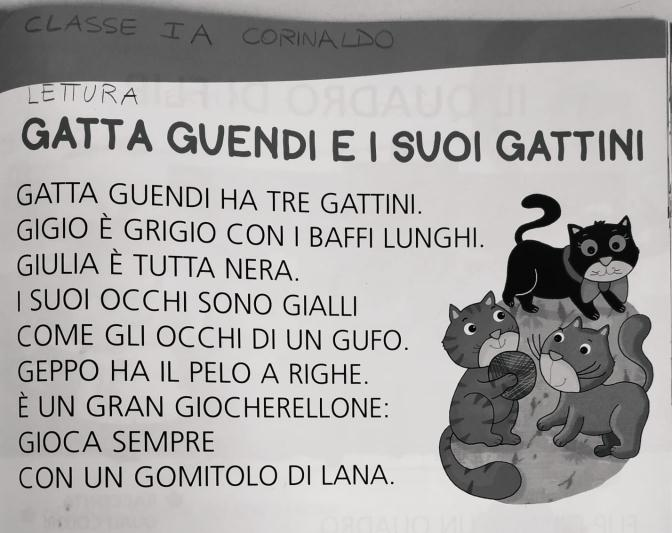 CLASSE I A CORINALDO
LETTURA
GATTA GUENDI E I SUOI GATTINI
GATTA GUENDI HA TRE GATTINI.
GIGIO È GRIGIO CON I BAFFI LUNGHI.
GIULIA È TUTTA NERA.
I SUOI OCCHI SONO GIALLI
COME GLI OCCHI DI UN GUFO.
GEPPO HA IL PELO A RIGHE.
È UN GRAN GIOCHERELLONE:
GIOCA SEMPRE
CON UN GOMITOLO DI LANA.